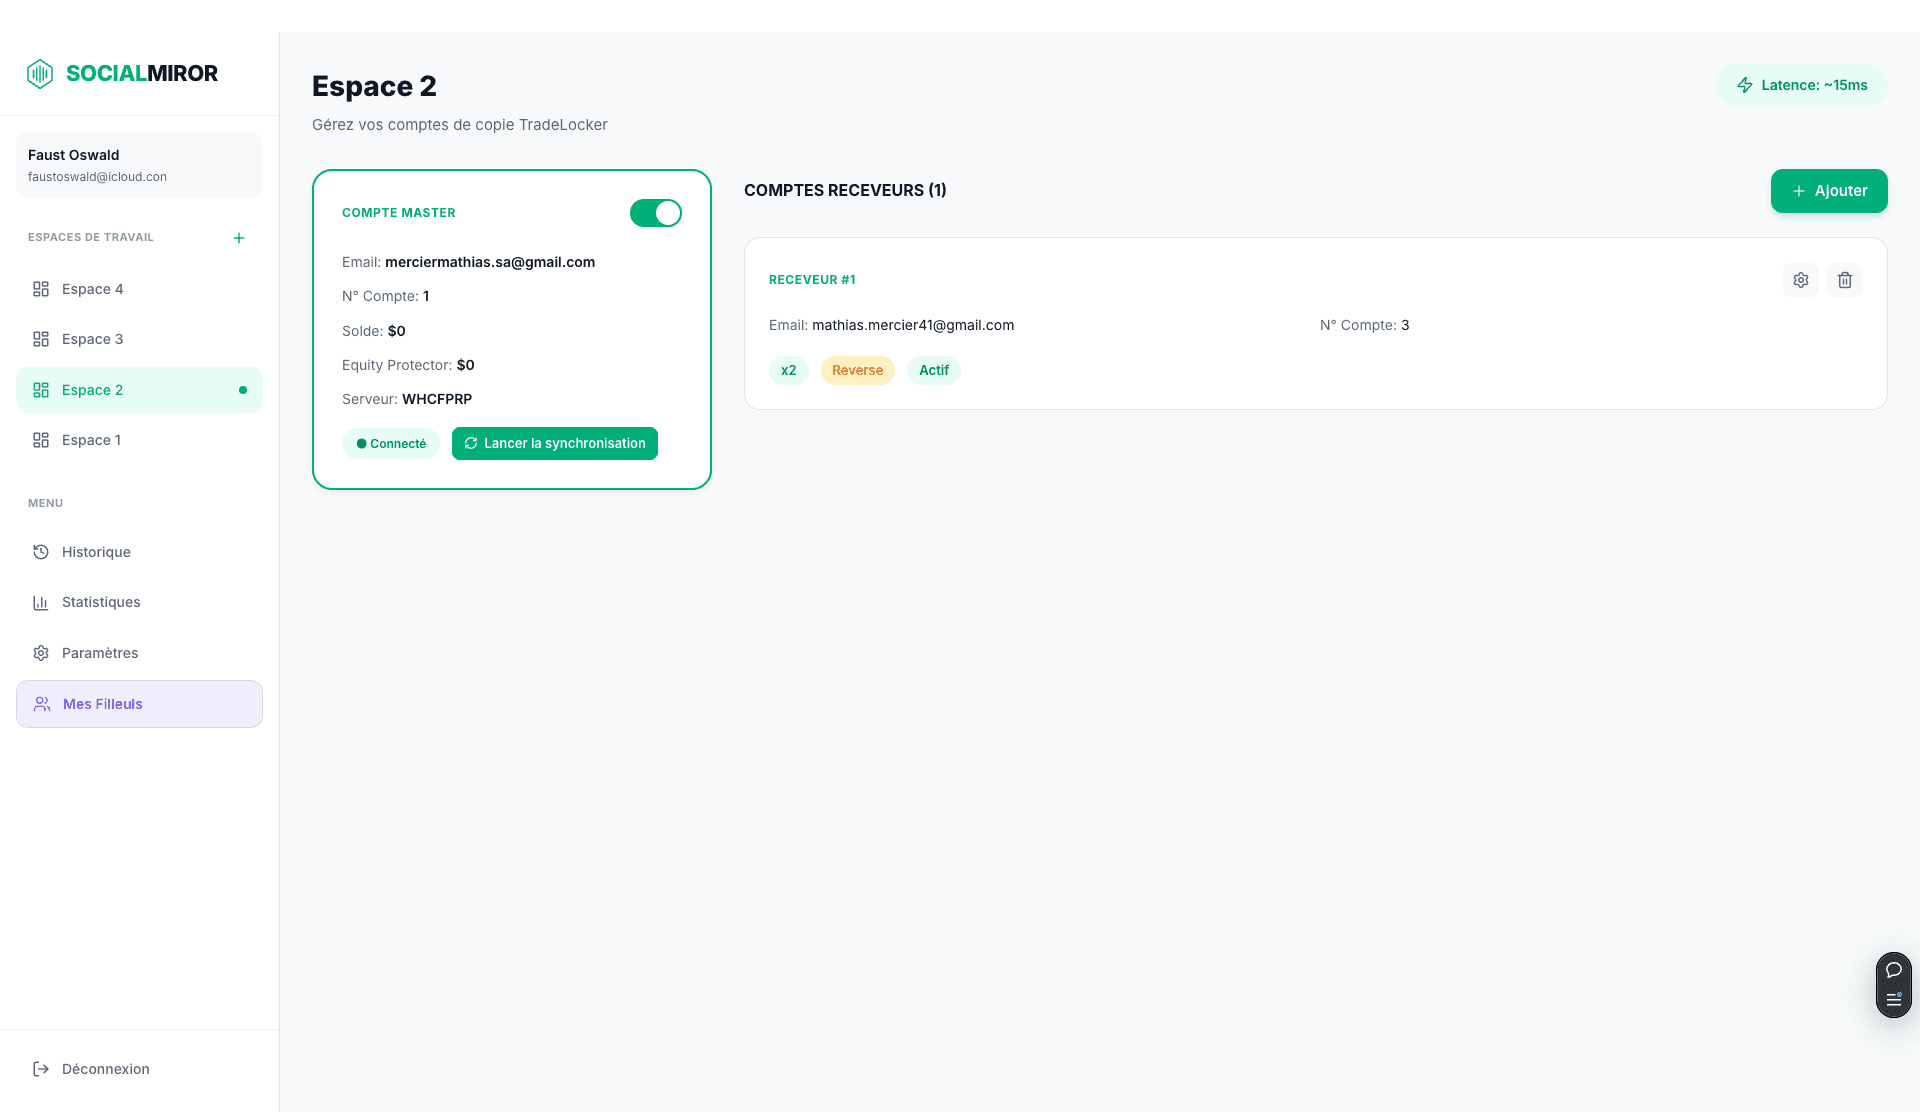 SOCIALMIROR
Faust Oswald
faustoswald@icloud.con
ESPACES DE TRAVAIL
Espace 4
Espace 3
Espace 2
Espace 1
MENU
Historique
Statistiques
Paramètres
Mes Filleuls
Déconnexion
Espace 2
Gérez vos comptes de copie TradeLocker
Latence: ~15ms
COMPTE MASTER
Email: merciermathias.sa@gmail.com
N° Compte: 1
Solde: $0
Equity Protector: $0
Serveur: WHCFPRP
Connecté
Lancer la synchronisation
COMPTES RECEVEURS (1)
Ajouter
RECEVEUR #1
Email: mathias.mercier41@gmail.com
N° Compte: 3
x2
Reverse
Actif